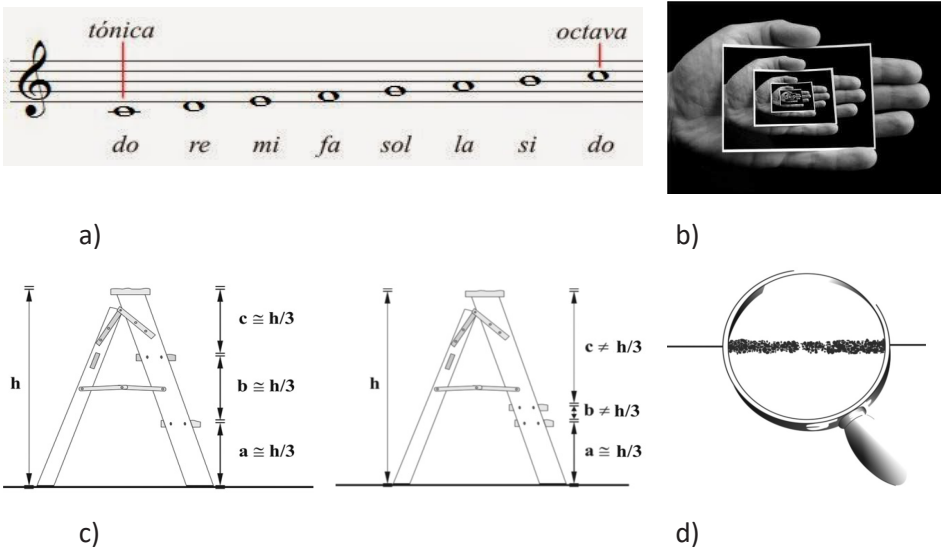 tónica octava
do re mi fa sol la si do
a) b)
h c ≅ h/3 b ≅ h/3 a ≅ h/3
h c ≠ h/3 b ≠ h/3 a ≅ h/3
c) d)